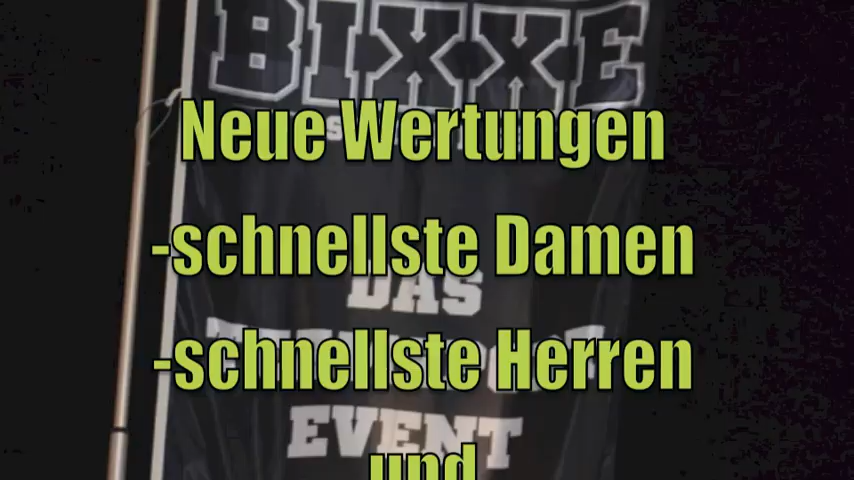 BIXXE
Neue Wertungen
-schnellste Damen
DAS
-schnellste Herren
EVENT
und